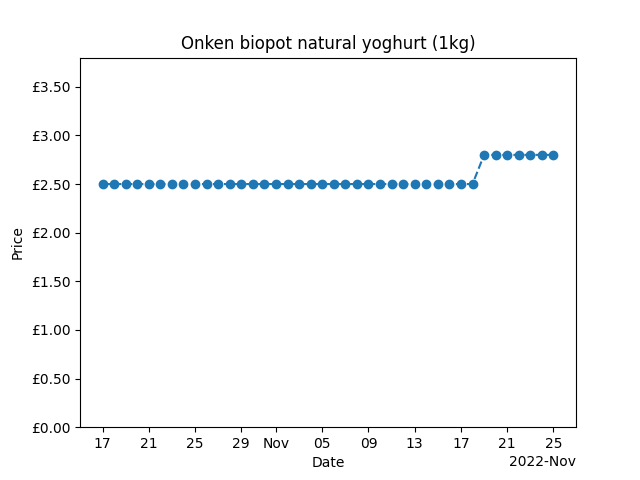 Onken biopot natural yoghurt (1kg)
£3.50
£3.00
£2.50
£2.00
£1.50
£1.00
£0.50
£0.00
Price
17 21 25 29 Nov 05 09 13 17 21 25
Date
2022-Nov